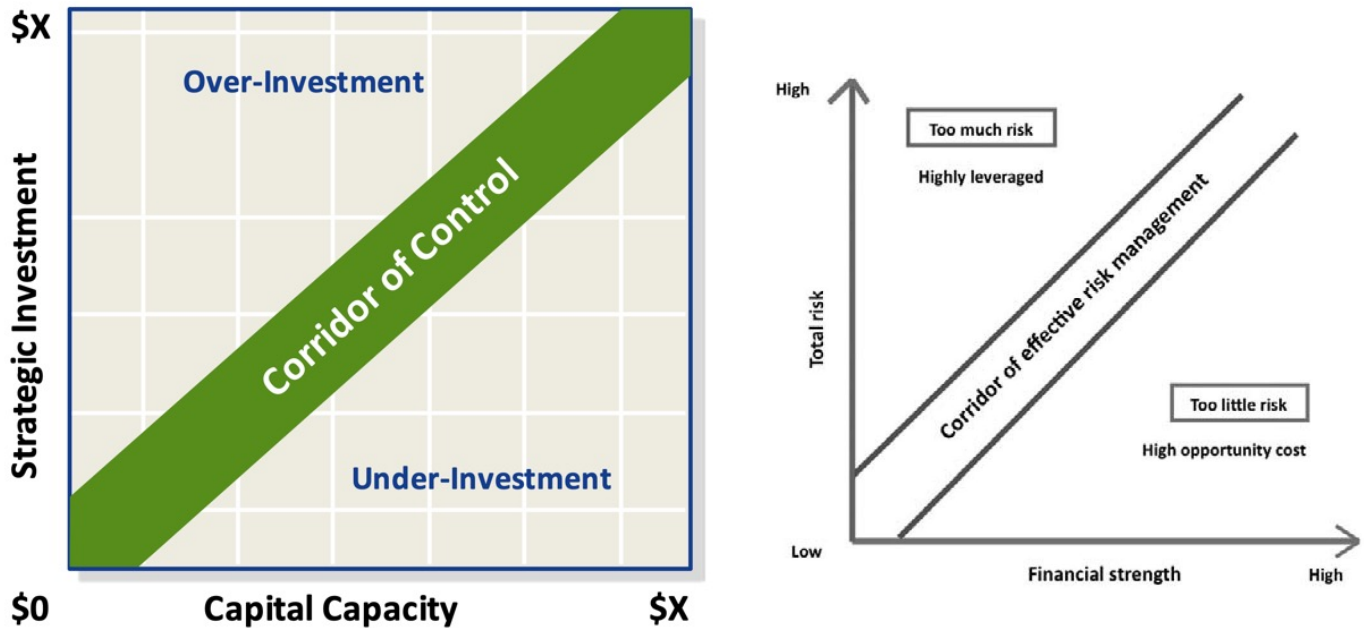 $X
Over-Investment
Strategic Investment
Corridor of Control
Under-Investment
$0
Capital Capacity
$X
High
Too much risk
Highly leveraged
Total risk
Corridor of effective risk management
Too little risk
High opportunity cost
Low
Financial strength
High